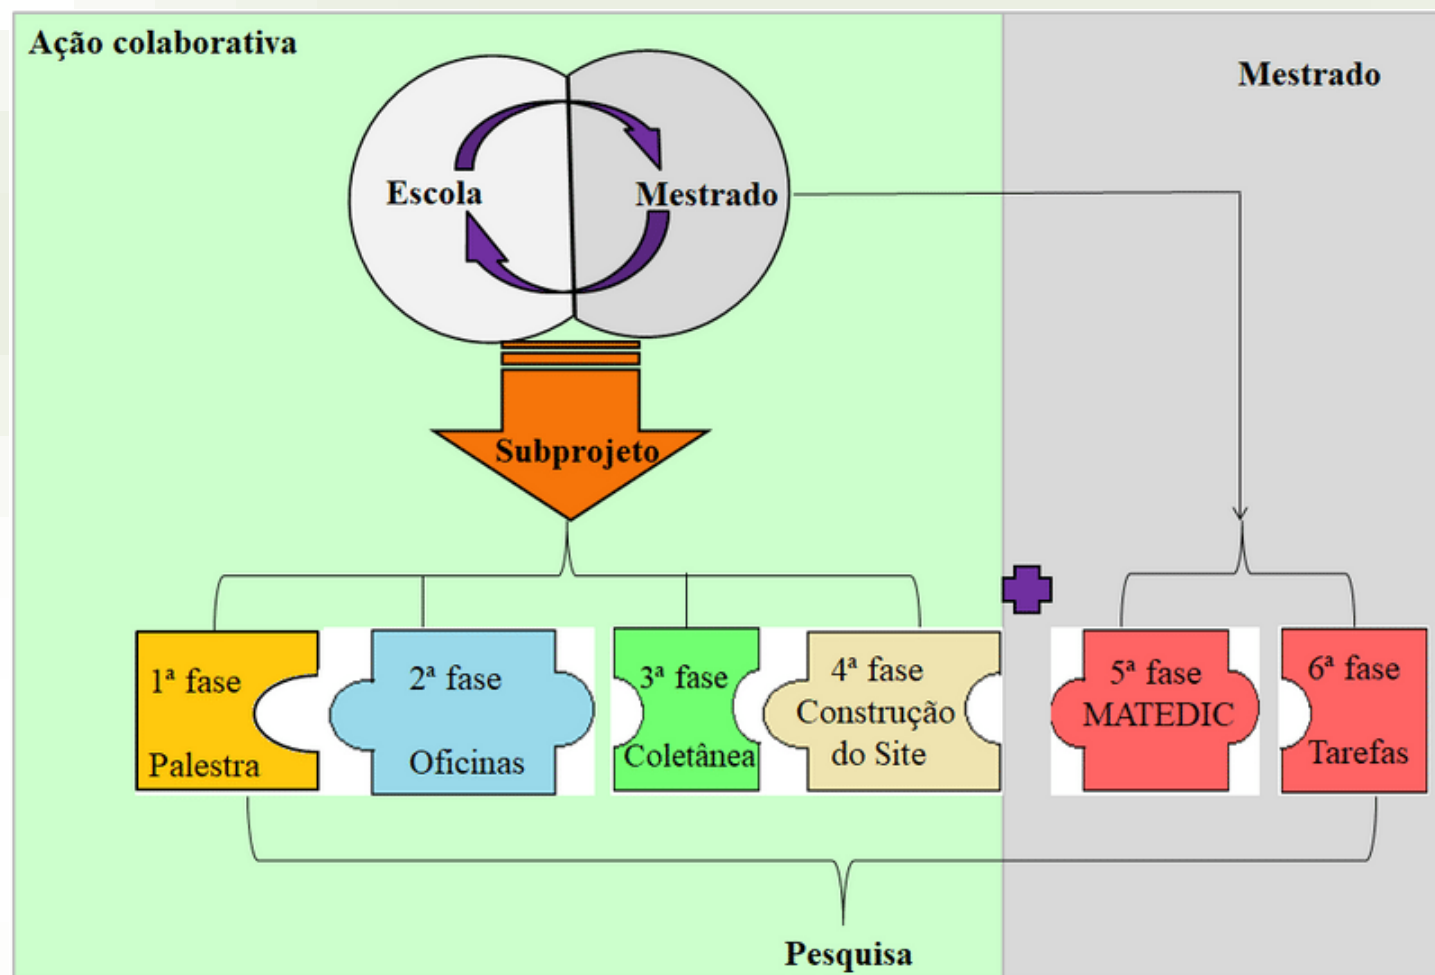 Ação colaborativa
Mestrado
Escola
Mestrado
Subprojeto
1ª fase
Palestra
2ª fase
Oficinas
3ª fase
Coletânea
4ª fase
Construção
do Site
5ª fase
MATEDIC
6ª fase
Tarefas
Pesquisa